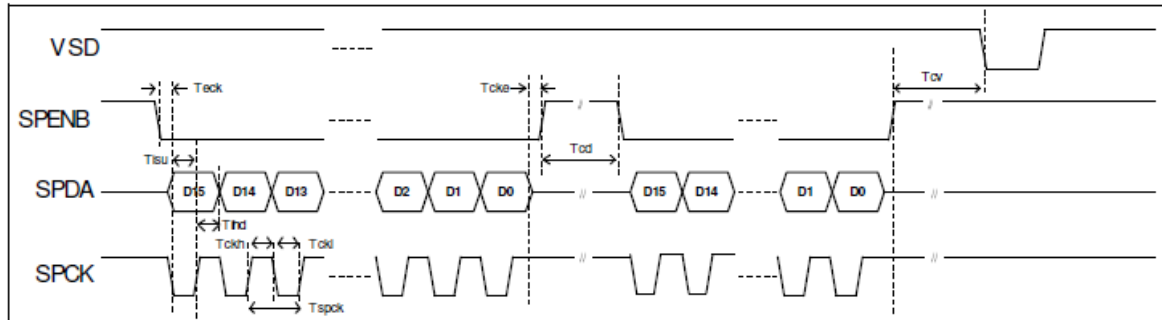 VSD
Tcv
Teck
Tcke
SPENB
Tcd
Tisu
SPDA
D15 D14 D13 D2 D1 D0 D15 D14 D1 D0
Tihd
Tckh Tckl
SPCK
Tspck